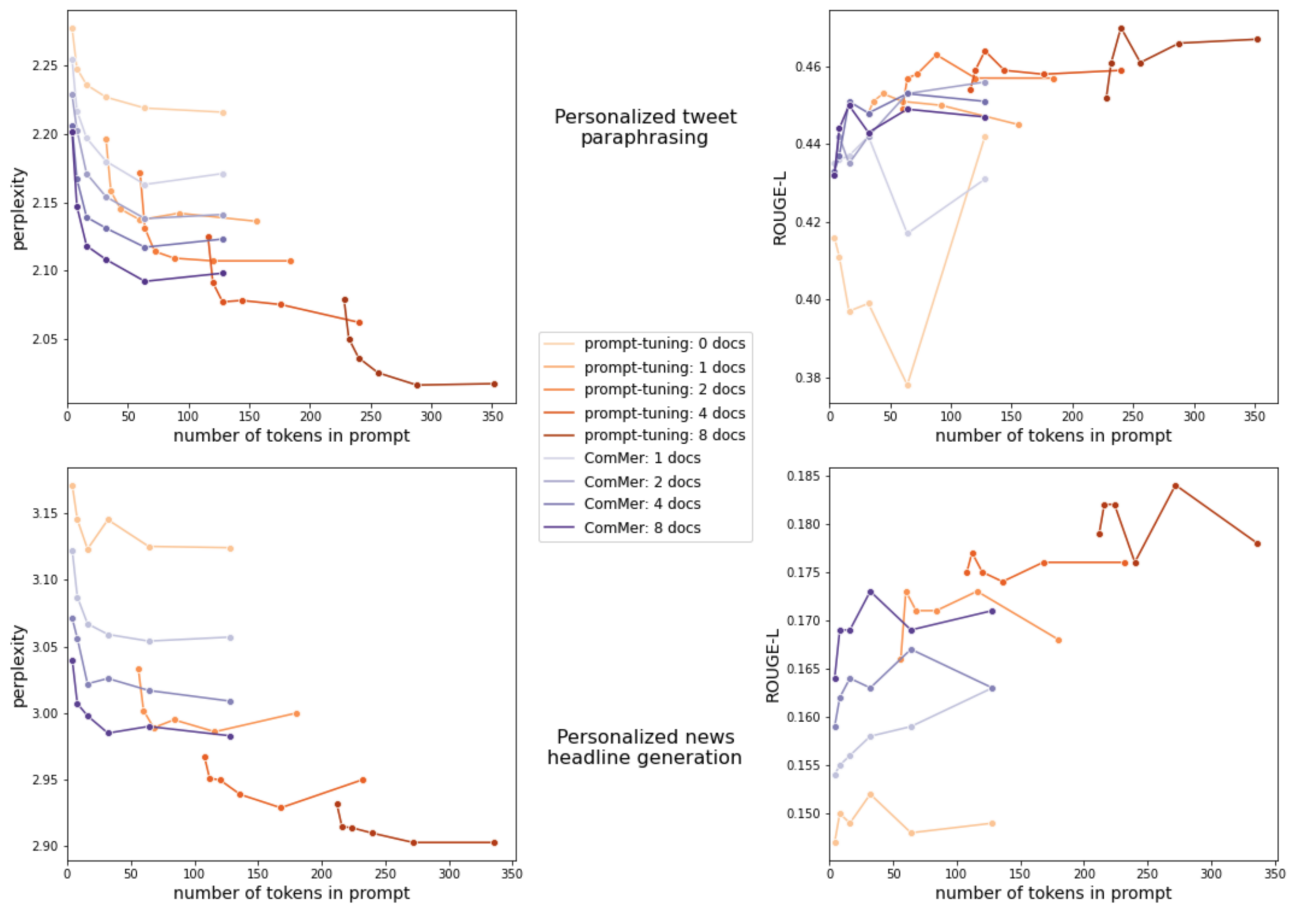 2.25
2.20
2.15
2.10
2.05
perplexity
0 50 100 150 200 250 300 350
number of tokens in prompt
Personalized tweet
paraphrasing
0.46
0.44
0.42
0.40
0.38
ROUGE-L
0 50 100 150 200 250 300 350
number of tokens in prompt
prompt-tuning: 0 docs
prompt-tuning: 1 docs
prompt-tuning: 2 docs
prompt-tuning: 4 docs
prompt-tuning: 8 docs
ComMer: 1 docs
ComMer: 2 docs
ComMer: 4 docs
ComMer: 8 docs
3.15
3.10
3.05
3.00
2.95
2.90
perplexity
0 50 100 150 200 250 300 350
number of tokens in prompt
Personalized news
headline generation
0.185
0.180
0.175
0.170
0.165
0.160
0.155
0.150
ROUGE-L
0 50 100 150 200 250 300 350
number of tokens in prompt